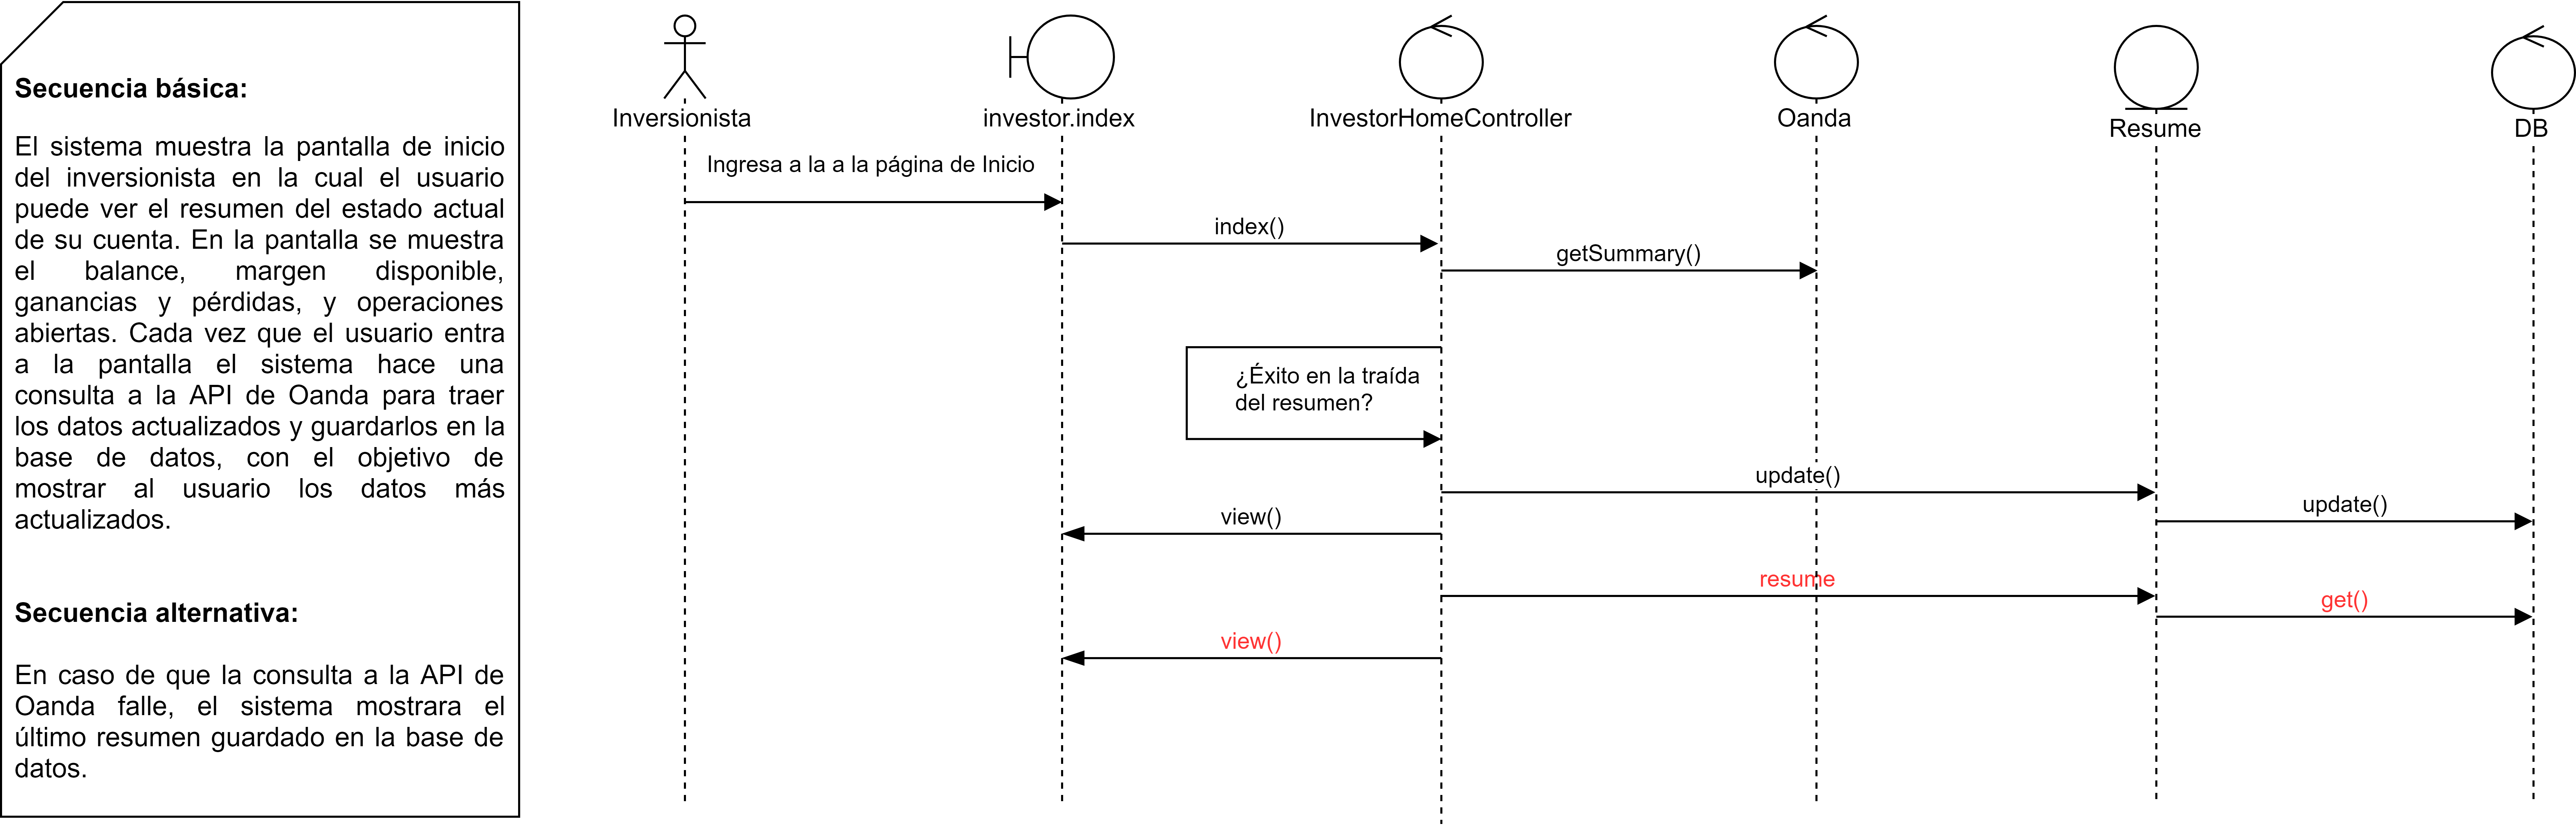 Secuencia básica:
El sistema muestra la pantalla de inicio
del inversionista en la cual el usuario
puede ver el resumen del estado actual
de su cuenta. En la pantalla se muestra
el balance, margen disponible,
ganancias y pérdidas, y operaciones
abiertas. Cada vez que el usuario entra
a la pantalla el sistema hace una
consulta a la API de Oanda para traer
los datos actualizados y guardarlos en la
base de datos, con el objetivo de
mostrar al usuario los datos más
actualizados.
Secuencia alternativa:
En caso de que la consulta a la API de
Oanda falle, el sistema mostrara el
último resumen guardado en la base de
datos.
Inversionista
investor.index
InvestorHomeController
Oanda
Resume
DB
Ingresa a la a la página de Inicio
index()
getSummary()
¿Éxito en la traída
del resumen?
update()
update()
view()
resume
get()
view()